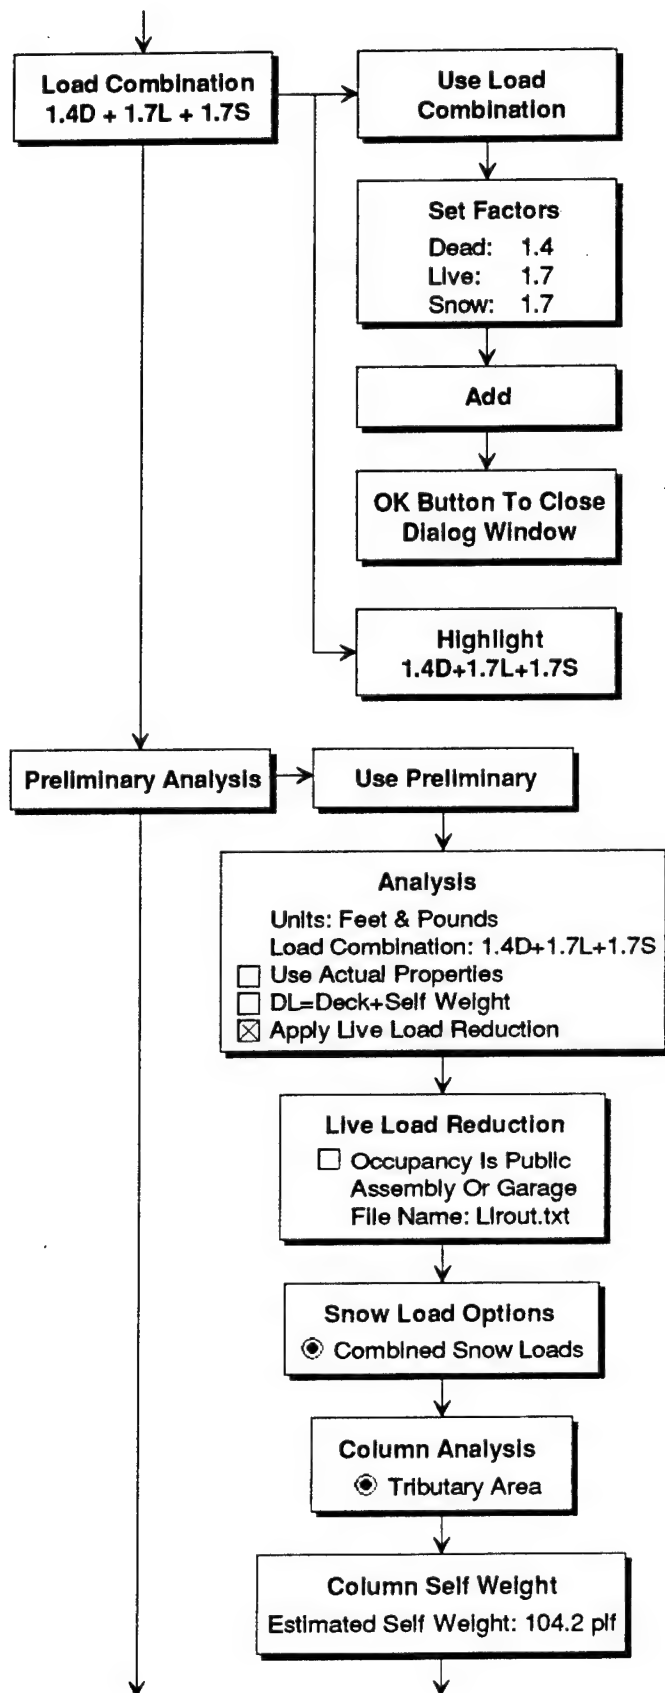 Load Combination
1.4D + 1.7L + 1.7S
Use Load
Combination
Set Factors
Dead: 1.4
Live: 1.7
Snow: 1.7
Add
OK Button To Close
Dialog Window
Highlight
1.4D+1.7L+1.7S
Preliminary Analysis
Use Preliminary
Analysis
Units: Feet & Pounds
Load Combination: 1.4D+1.7L+1.7S
Use Actual Properties
DL=Deck+Self Weight
Apply Live Load Reduction
Live Load Reduction
Occupancy Is Public
Assembly Or Garage
File Name: Llrout.txt
Snow Load Options
Combined Snow Loads
Column Analysis
Tributary Area
Column Self Weight
Estimated Self Weight: 104.2 plf